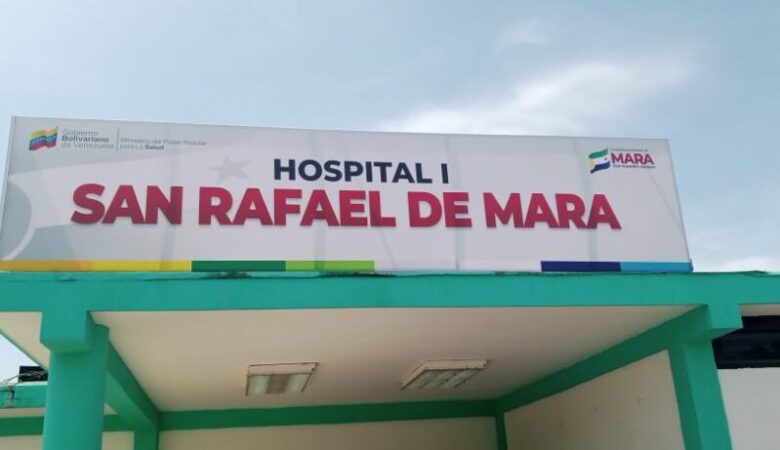 Gobierno
Bolivariano
de Venezuela
Ministerio del Poder Popular
para La Salud
HOSPITAL I
SAN RAFAEL DE MARA
MARA